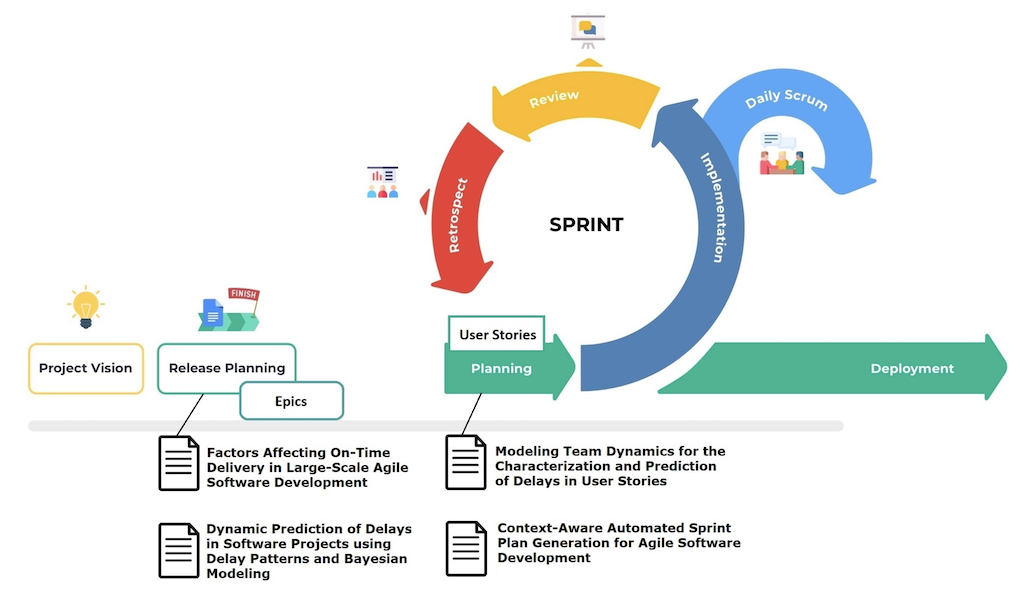 Review
Daily Scrum
Implementation
Retrospect
SPRINT
FINISH
User Stories
Project Vision
Release Planning
Planning
Deployment
Epics
Factors Affecting On-Time
Delivery in Large-Scale Agile
Software Development
Modeling Team Dynamics for the
Characterization and Prediction
of Delays in User Stories
Dynamic Prediction of Delays
in Software Projects using
Delay Patterns and Bayesian
Modeling
Context-Aware Automated Sprint
Plan Generation for Agile Software
Development